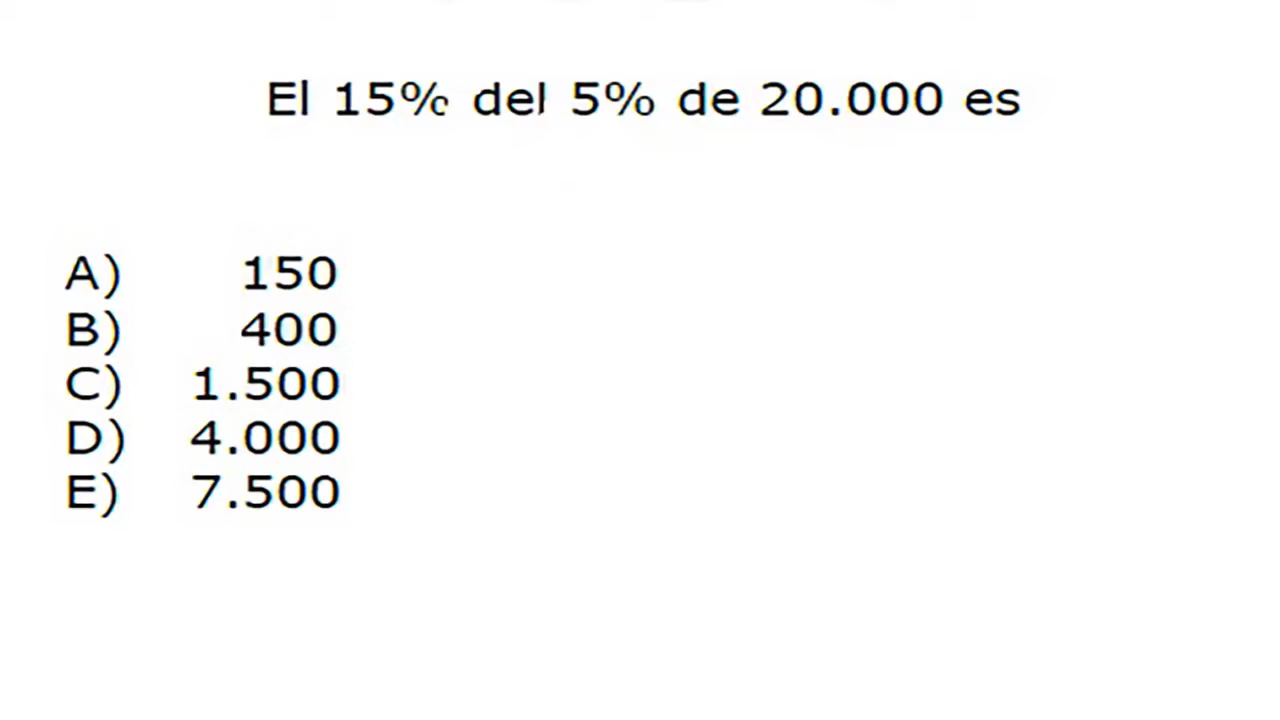 El 15% del 5% de 20.000 es
A) 150
B) 400
C) 1.500
D) 4.000
E) 7.500